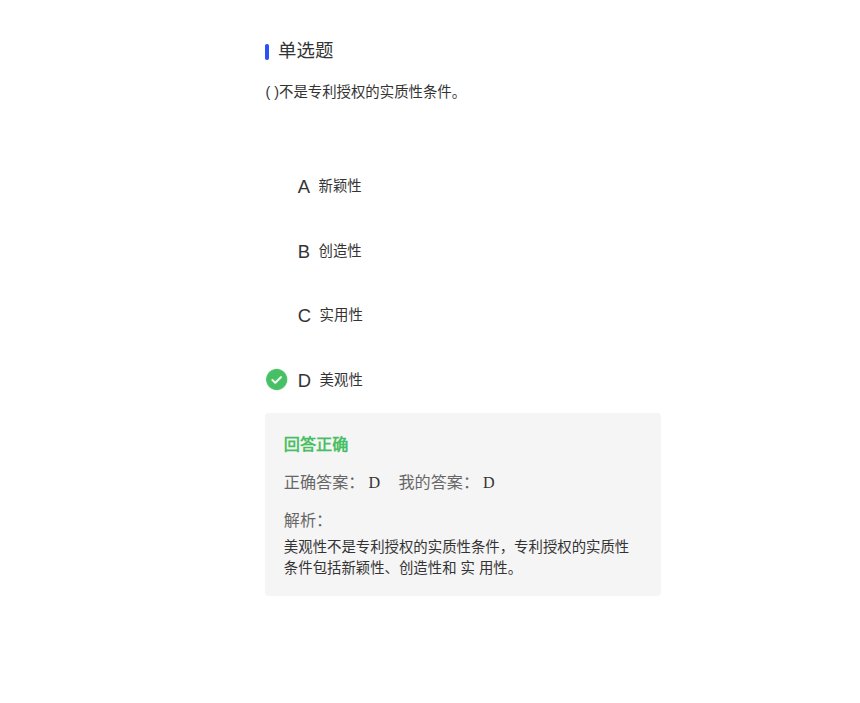 单选题
( )不是专利授权的实质性条件。
A 新颖性
B 创造性
C 实用性
D 美观性
回答正确
正确答案： D 我的答案： D
解析：
美观性不是专利授权的实质性条件，专利授权的实质性
条件包括新颖性、创造性和 实 用性。